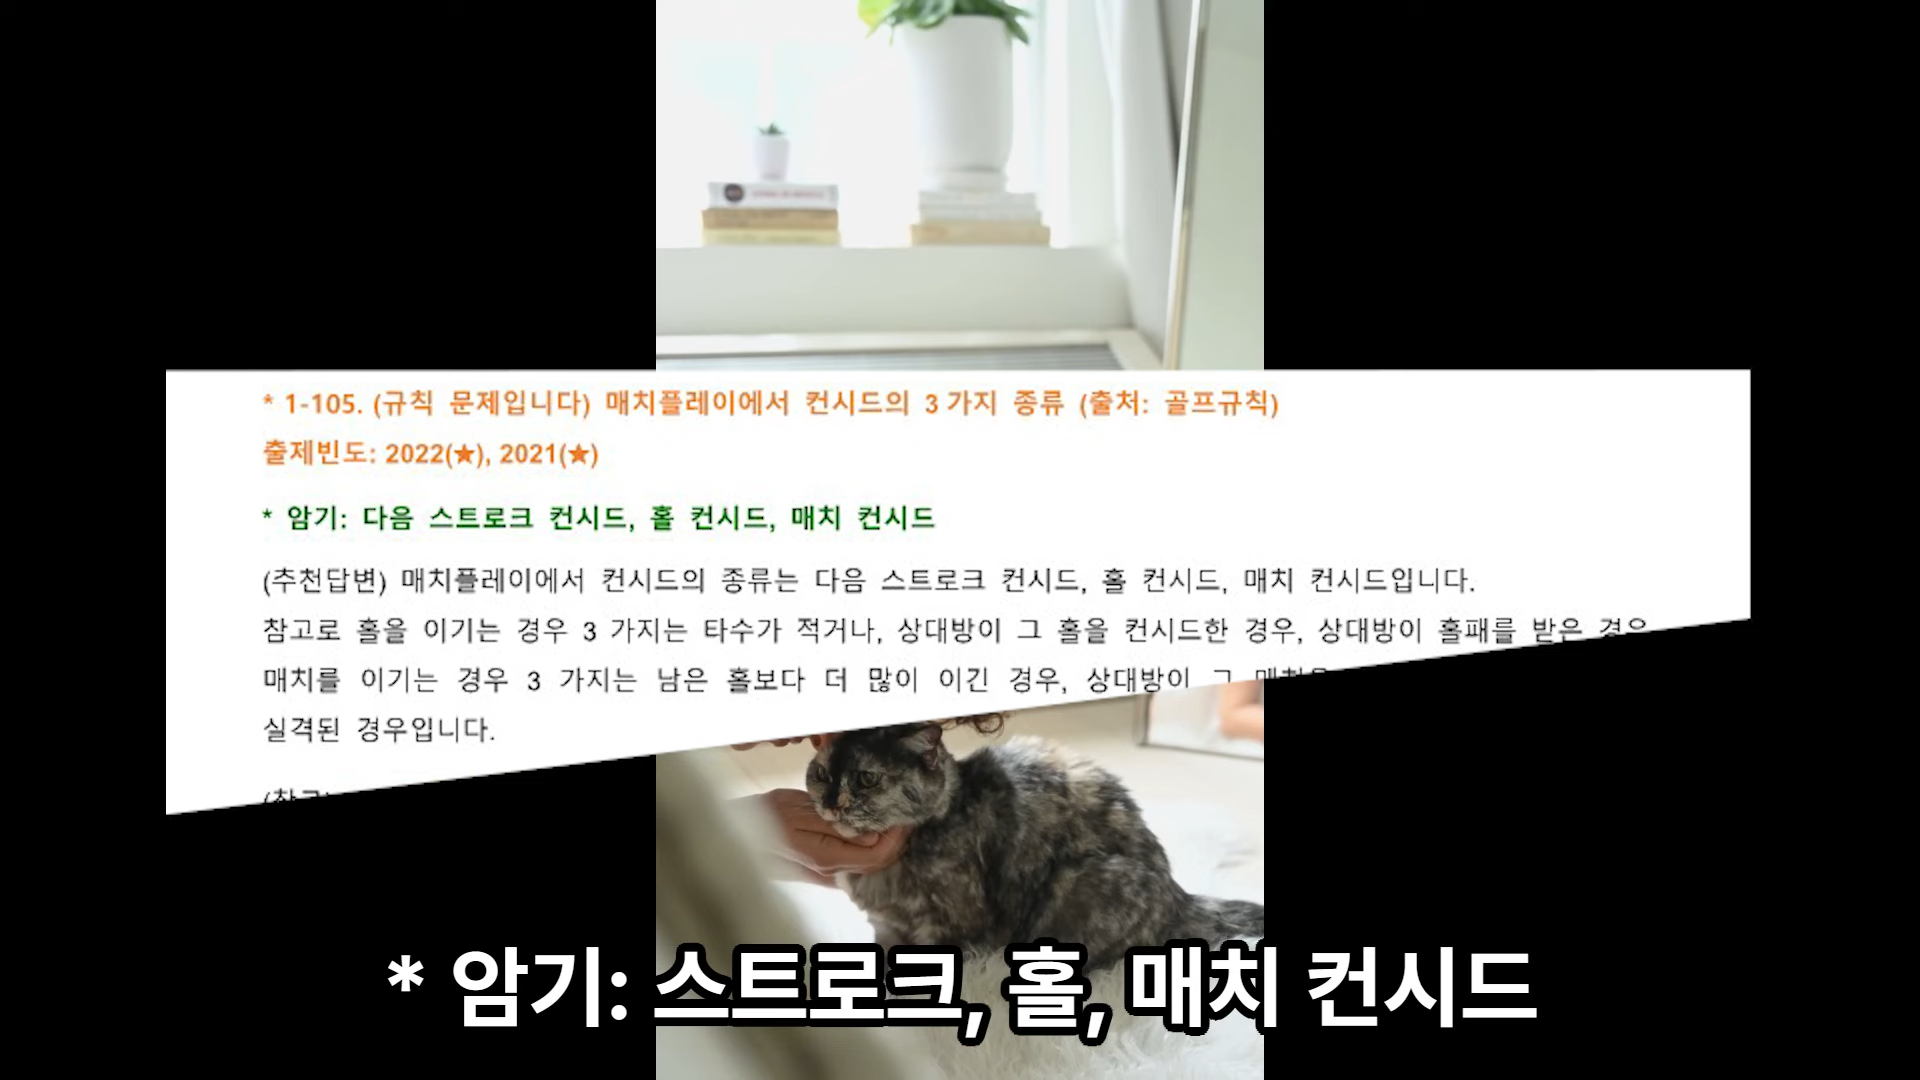 * 1-105. (규칙 문제입니다) 매치플레이에서 컨시드의 3가지 종류 (출처: 골프규칙)
출제빈도: 2022(★), 2021(★)
* 암기: 다음 스트로크 컨시드, 홀 컨시드, 매치 컨시드
(추천답변) 매치플레이에서 컨시드의 종류는 다음 스트로크 컨시드, 홀 컨시드, 매치 컨시드입니다.
참고로 홀을 이기는 경우 3 가지는 타수가 적거나, 상대방이 그 홀을 컨시드한 경우, 상대방이 홀패를 받은 경우
매치를 이기는 경우 3 가지는 남은 홀보다 더 많이 이긴 경우, 상대방이 그
실격된 경우입니다.
* 암기: 스트로크, 홀, 매치 컨시드